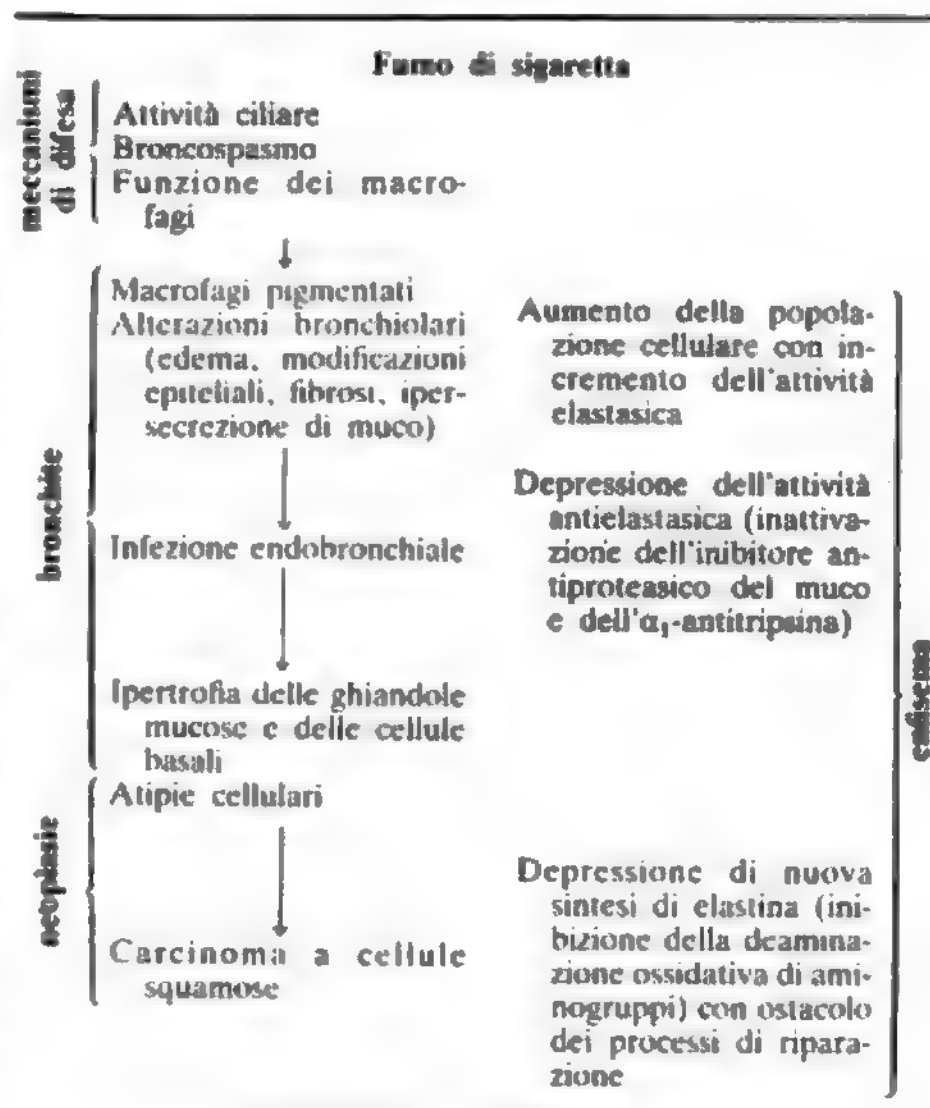 Fumo di sigaretta
meccanismi
di difesa
Attività ciliare
Broncospasmo
Funzione dei macro-
fagi
bronchite
Macrofagi pigmentati
Alterazioni bronchiolari
(edema, modificazioni
epiteliali, fibrosi, iper-
secrezione di muco)
Infezione endobronchiale
Ipertrofia delle ghiandole
mucose e delle cellule
basali
neoplasie
Atipie cellulari
Carcinoma a cellule
squamose
Aumento della popola-
zione cellulare con in-
cremento dell'attività
elastasica
Depressione dell'attività
antielastasica (inattiva-
zione dell'inibitore an-
tiproteasico del muco
e dell'α₁-antitripsina)
Depressione di nuova
sintesi di elastina (ini-
bizione della deamina-
zione ossidativa di ami-
nogruppi) con ostacolo
dei processi di ripara-
zione
enfisema